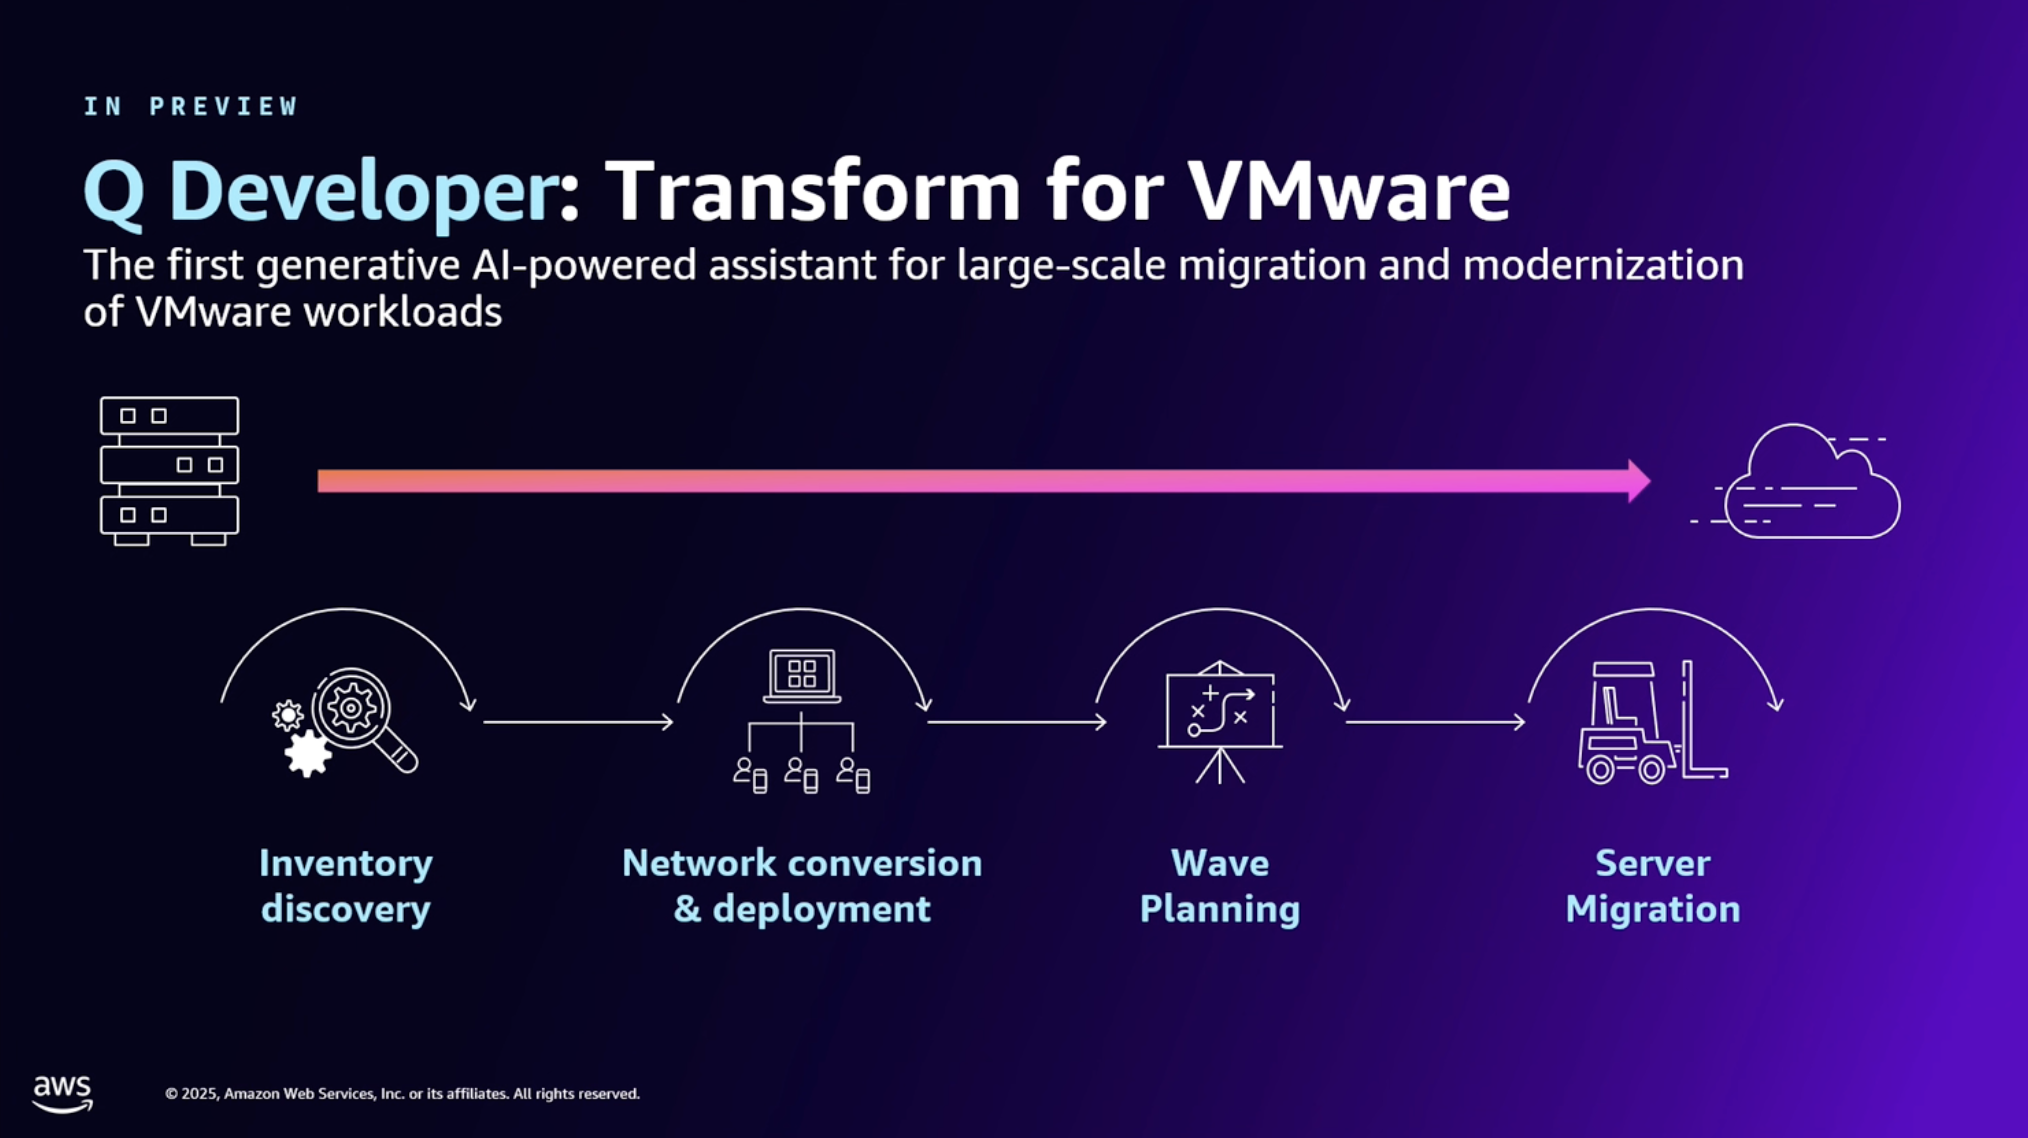 IN PREVIEW
Q Developer: Transform for VMware
The first generative AI-powered assistant for large-scale migration and modernization
of VMware workloads
Inventory
discovery
Network conversion
& deployment
Wave
Planning
Server
Migration
aws
© 2025, Amazon Web Services, Inc. or its affiliates. All rights reserved.